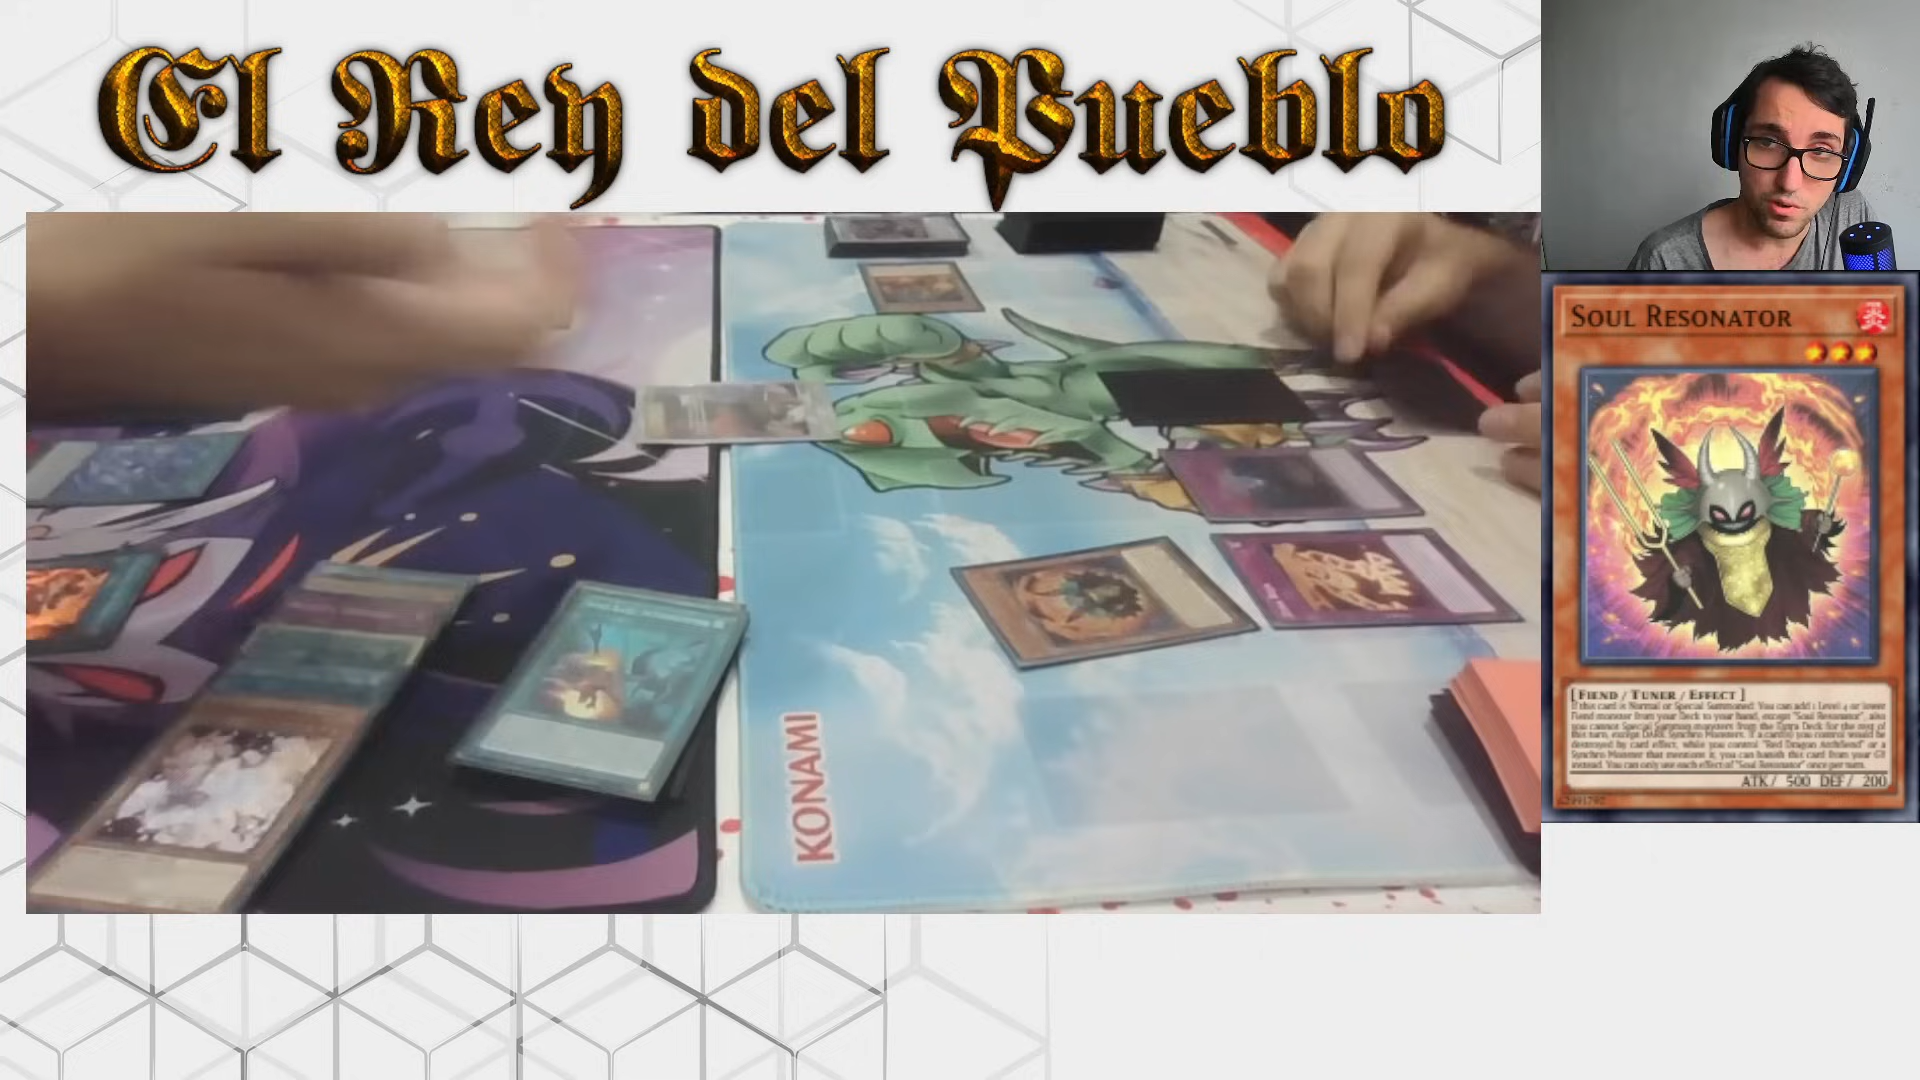 El Rey del Pueblo
KONAMI
Soul Resonator
[Fiend / Tuner / Effect]
If this card is Normal or Special Summoned: You can add 1 Level 4 or lower
Fiend monster from your Deck to your hand, except "Soul Resonator", also
you cannot Special Summon monsters from the Extra Deck for the rest of
this turn, except DARK Synchro Monsters. If a card(s) you control would be
destroyed by card effect, while you control "Red Dragon Archfiend" or a
Synchro Monster that mentions it, you can banish this card from your GY
instead. You can only use each effect of "Soul Resonator" once per turn.
ATK/ 500 DEF/ 200